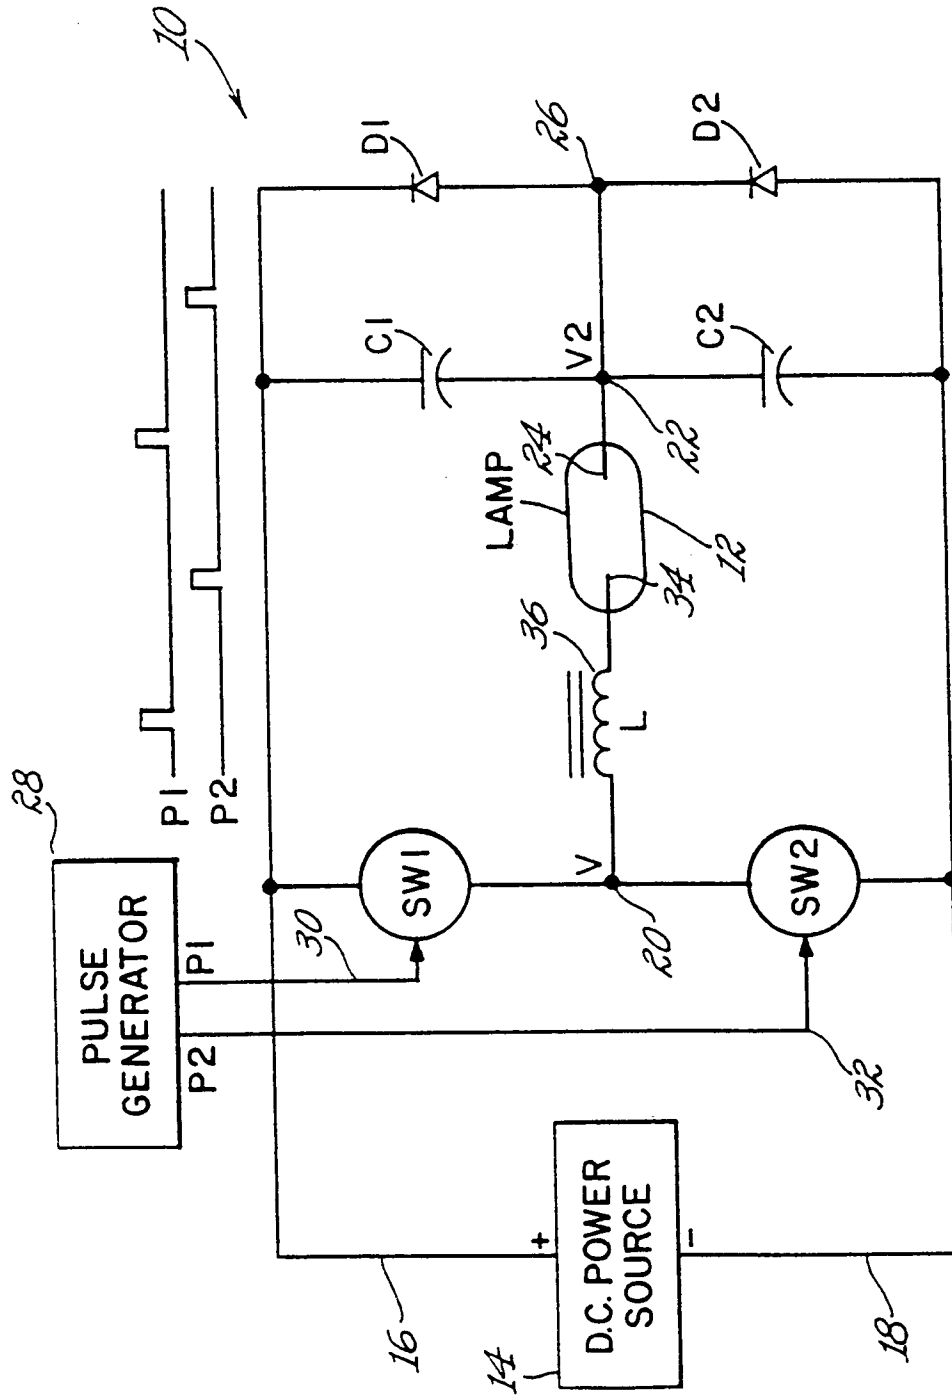 28
PULSE
GENERATOR
P2
P1
P1
P2
10
16
+
14
D.C. POWER
SOURCE
-
18
30
32
SW1
V
20
SW2
36
L
LAMP
34
24
12
C1
V2
22
C2
D1
26
D2